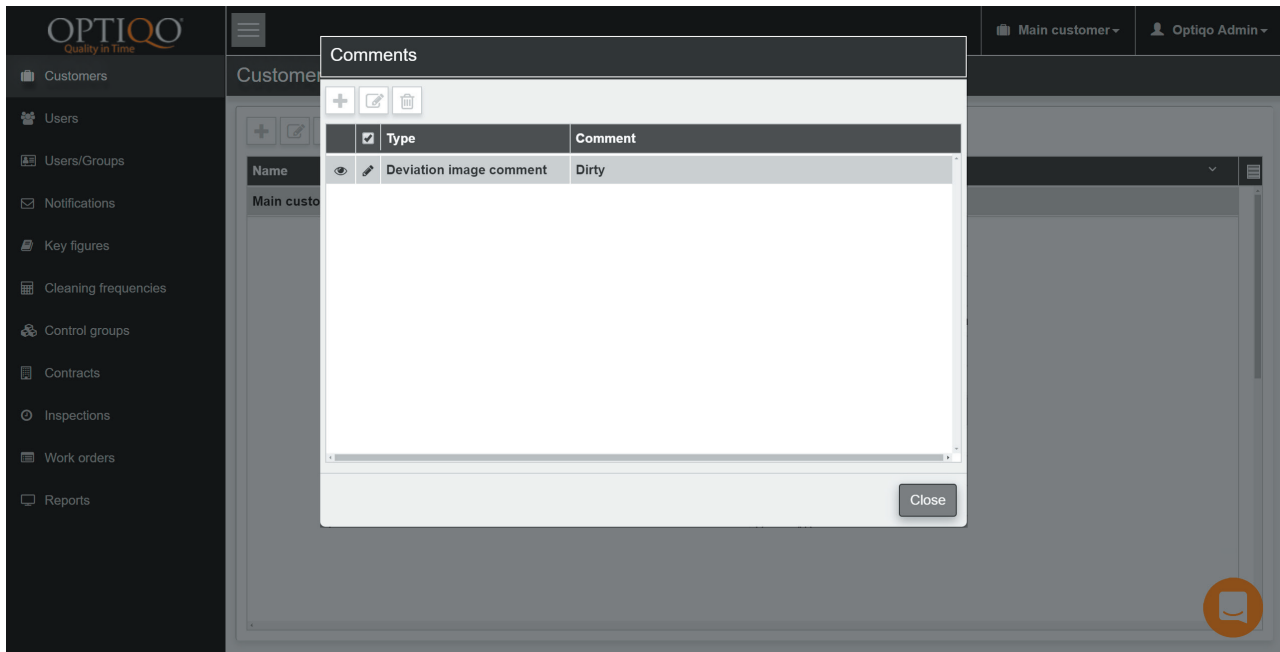 OPTIQO
Quality in Time
Main customer
Optiqo Admin
Customers
Users
Users/Groups
Notifications
Key figures
Cleaning frequencies
Control groups
Contracts
Inspections
Work orders
Reports
Custome
Name
Main custo
Comments
Type Comment
Deviation image comment Dirty
Close